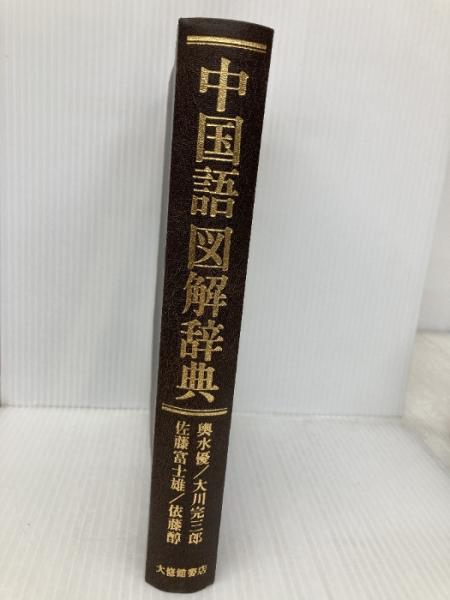 中国語図解辞典
輿水優／大川完三郎
佐藤富士雄／依藤醇
大修館書店